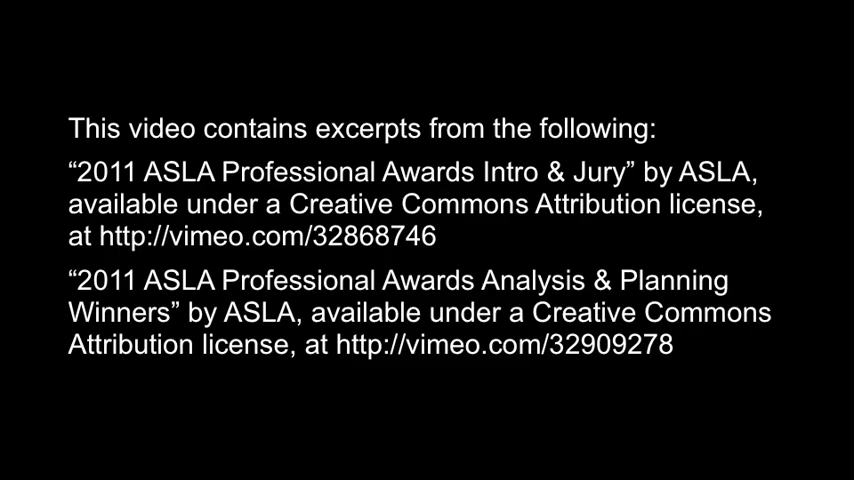 This video contains excerpts from the following:
“2011 ASLA Professional Awards Intro & Jury” by ASLA,
available under a Creative Commons Attribution license,
at http://vimeo.com/32868746
“2011 ASLA Professional Awards Analysis & Planning
Winners” by ASLA, available under a Creative Commons
Attribution license, at http://vimeo.com/32909278